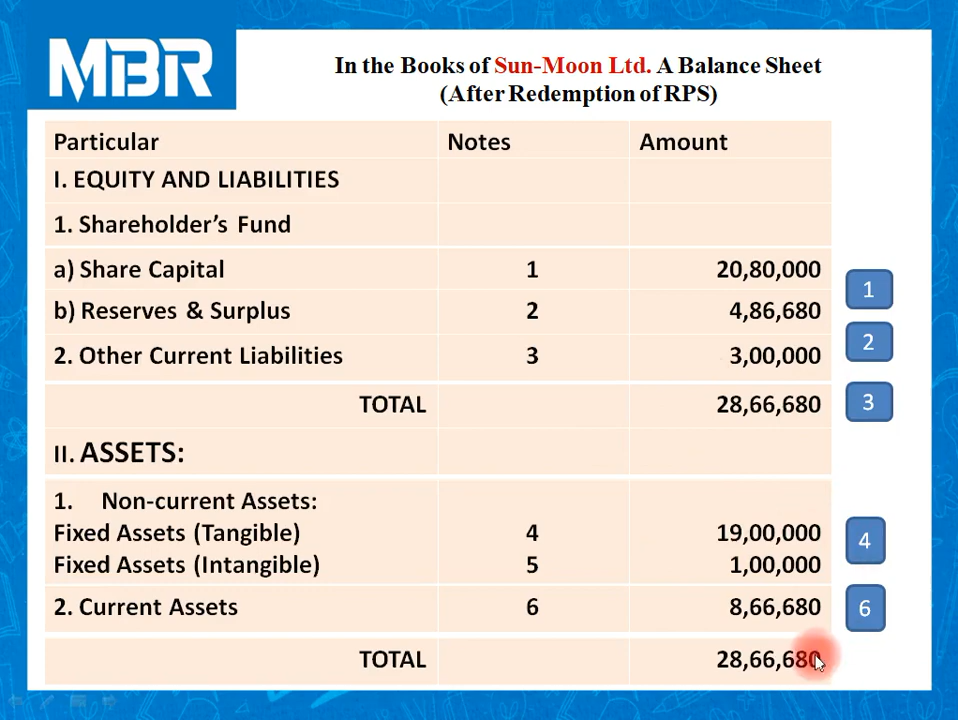 MBR
In the Books of Sun-Moon Ltd. A Balance Sheet
(After Redemption of RPS)
Particular Notes Amount
I. EQUITY AND LIABILITIES
1. Shareholder’s Fund
a) Share Capital 1 20,80,000
1
b) Reserves & Surplus 2 4,86,680
2
2. Other Current Liabilities 3 3,00,000
TOTAL 28,66,680
3
II. ASSETS:
1. Non-current Assets:
Fixed Assets (Tangible) 4 19,00,000
4
Fixed Assets (Intangible) 5 1,00,000
2. Current Assets 6 8,66,680
6
TOTAL 28,66,680